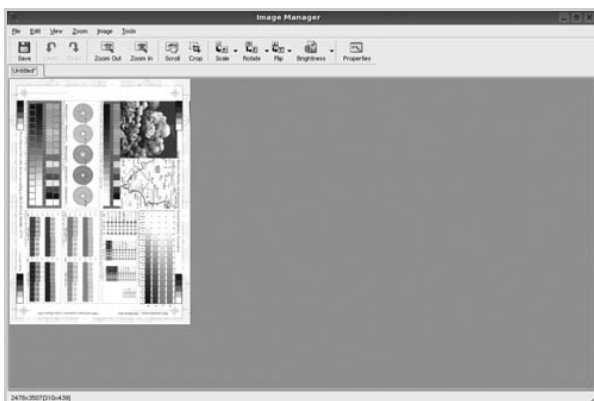 Image Manager
File Edit View Zoom Image Tools
Save Undo Redo Zoom Out Zoom In Scroll Crop Scale Rotate Flip Brightness Properties
Untitled*
2478x3507[310x439]